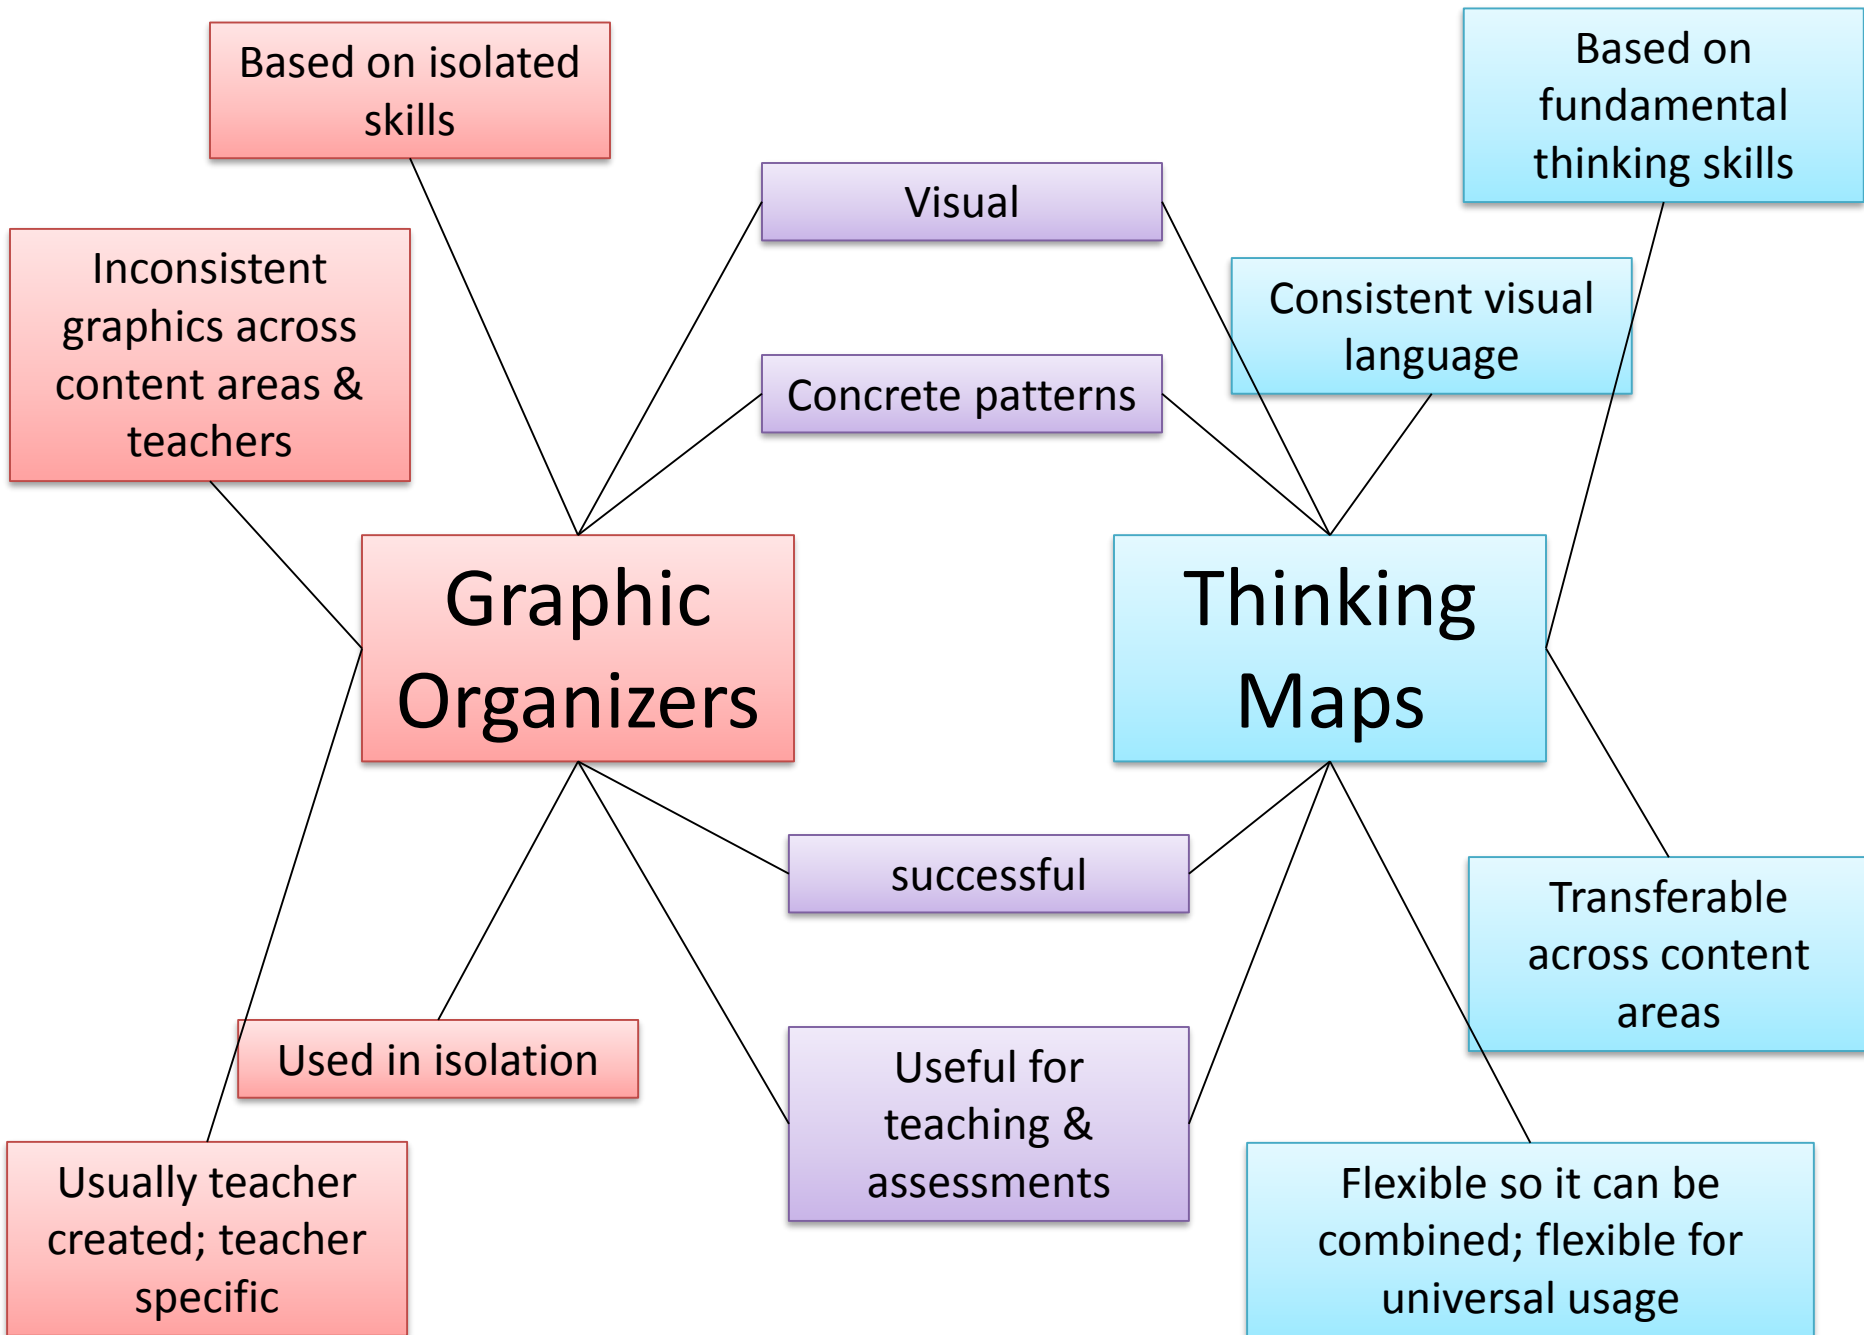 Based on isolated
skills
Based on
fundamental
thinking skills
Visual
Inconsistent
graphics across
content areas &
teachers
Consistent visual
language
Concrete patterns
Graphic
Organizers
Thinking
Maps
successful
Transferable
across content
areas
Used in isolation
Useful for
teaching &
assessments
Usually teacher
created; teacher
specific
Flexible so it can be
combined; flexible for
universal usage